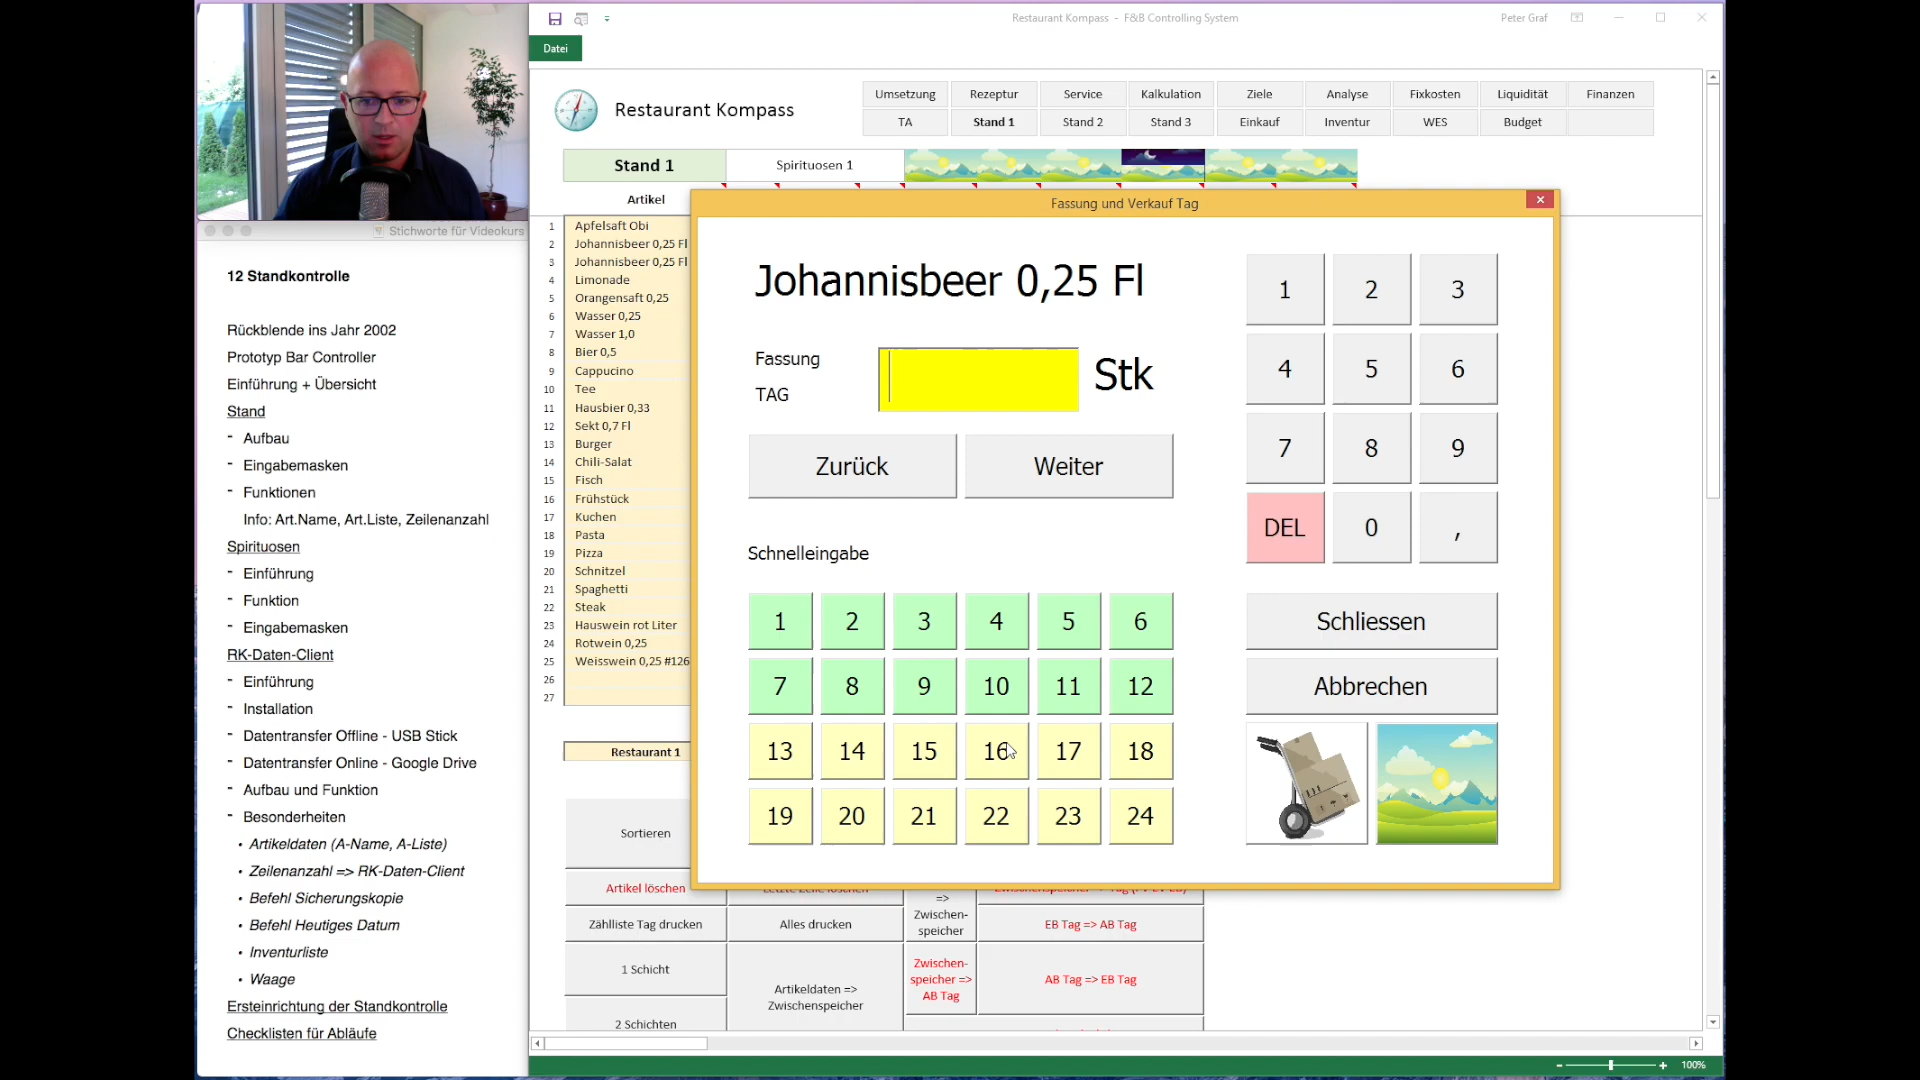 Restaurant Kompass - F&B Controlling System
Peter Graf
Datei
Restaurant Kompass
Umsetzung
Rezeptur
Service
Kalkulation
Ziele
Analyse
Fixkosten
Liquidität
Finanzen
TA
Stand 1
Stand 2
Stand 3
Einkauf
Inventur
WES
Budget
Stand 1
Spirituosen 1
Artikel
Stichworte für Videokurs
12 Standkontrolle
Rückblende ins Jahr 2002
Prototyp Bar Controller
Einführung + Übersicht
Stand
- Aufbau
- Eingabemasken
- Funktionen
Info: Art.Name, Art.Liste, Zeilenanzahl
Spirituosen
- Einführung
- Funktion
- Eingabemasken
RK-Daten-Client
- Einführung
- Installation
- Datentransfer Offline - USB Stick
- Datentransfer Online - Google Drive
- Aufbau und Funktion
- Besonderheiten
• Artikeldaten (A-Name, A-Liste)
• Zeilenanzahl => RK-Daten-Client
• Befehl Sicherungskopie
• Befehl Heutiges Datum
• Inventurliste
• Waage
Ersteinrichtung der Standkontrolle
Checklisten für Abläufe
1 Apfelsaft Obi
2 Johannisbeer 0,25 Fl
3 Johannisbeer 0,25 Fl
4 Limonade
5 Orangensaft 0,25
6 Wasser 0,25
7 Wasser 1,0
8 Bier 0,5
9 Cappucino
10 Tee
11 Hausbier 0,33
12 Sekt 0,7 Fl
13 Burger
14 Chili-Salat
15 Fisch
16 Frühstück
17 Kuchen
18 Pasta
19 Pizza
20 Schnitzel
21 Spaghetti
22 Steak
23 Hauswein rot Liter
24 Rotwein 0,25
25 Weisswein 0,25 #126
26
27
Restaurant 1
Sortieren
Artikel löschen
Letzte Zeile löschen
Zählliste Tag drucken
Alles drucken
=>
Zwischen-
speicher
EB Tag => AB Tag
1 Schicht
Artikeldaten =>
Zwischenspeicher
Zwischen-
speicher =>
AB Tag
AB Tag => EB Tag
2 Schichten
Fassung und Verkauf Tag
Johannisbeer 0,25 Fl
Fassung
TAG
Stk
Zurück
Weiter
Schnelleingabe
1 2 3 4 5 6
7 8 9 10 11 12
13 14 15 16 17 18
19 20 21 22 23 24
1 2 3
4 5 6
7 8 9
DEL 0 ,
Schliessen
Abbrechen
100%